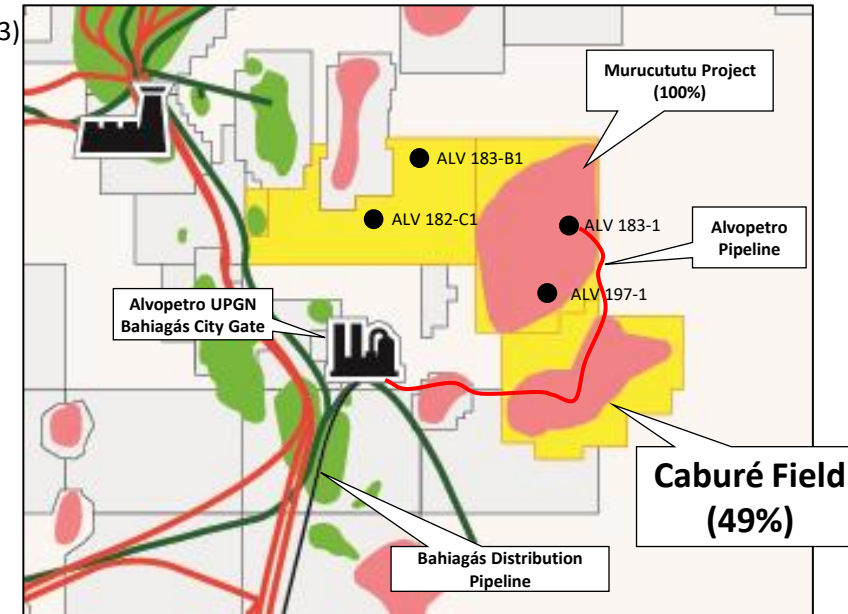 3)
Murucututu Project
(100%)
ALV 183-B1
ALV 182-C1
ALV 183-1
Alvopetro
Pipeline
ALV 197-1
Alvopetro UPGN
Bahiagás City Gate
Caburé Field
(49%)
Bahiagás Distribution
Pipeline